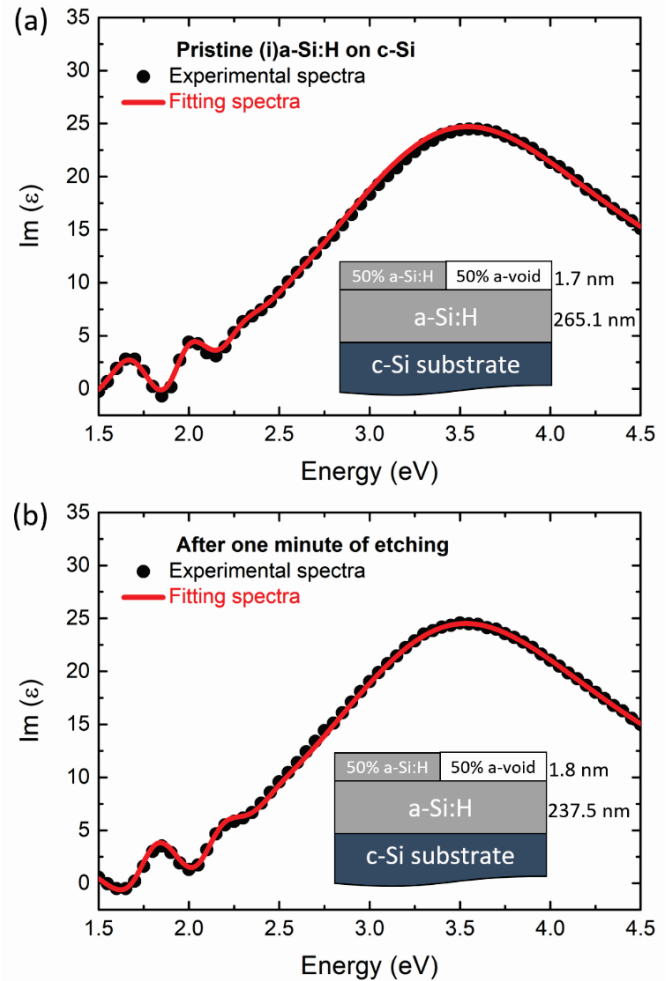 (a)
35
30
25
20
15
10
5
0
Im (ε)
Pristine (i)a-Si:H on c-Si
Experimental spectra
Fitting spectra
50% a-Si:H 50% a-void 1.7 nm
a-Si:H 265.1 nm
c-Si substrate
1.5 2.0 2.5 3.0 3.5 4.0 4.5
Energy (eV)
(b)
35
30
25
20
15
10
5
0
Im (ε)
After one minute of etching
Experimental spectra
Fitting spectra
50% a-Si:H 50% a-void 1.8 nm
a-Si:H 237.5 nm
c-Si substrate
1.5 2.0 2.5 3.0 3.5 4.0 4.5
Energy (eV)